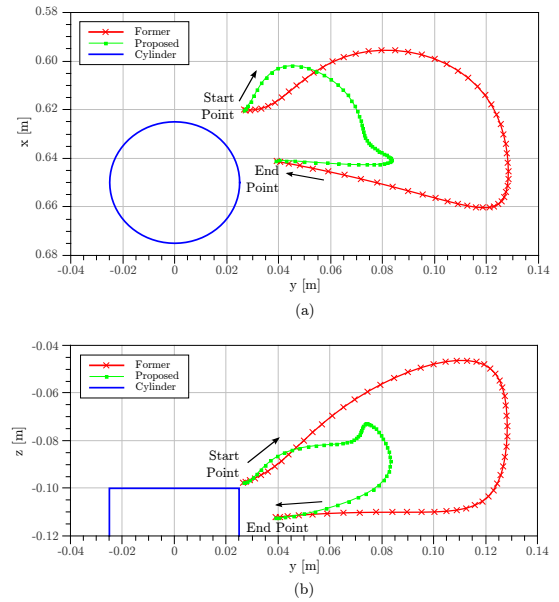 0.58
0.60
0.62
0.64
0.66
0.68
x [m]
Former
Proposed
Cylinder
Start
Point
End
Point
-0.04
-0.02
0
0.02
0.04
0.06
0.08
0.10
0.12
0.14
y [m]
(a)
-0.04
-0.06
-0.08
-0.10
-0.12
z [m]
Former
Proposed
Cylinder
Start
Point
End Point
-0.04
-0.02
0
0.02
0.04
0.06
0.08
0.10
0.12
0.14
y [m]
(b)